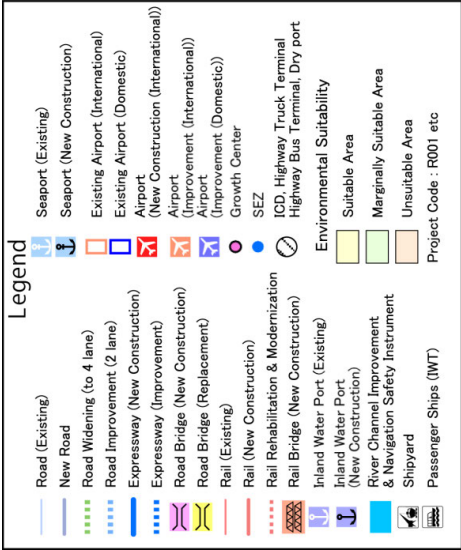 Legend
Road (Existing)
New Road
Road Widening (to 4 lane)
Road Improvement (2 lane)
Expressway (New Construction)
Expressway (Improvement)
Road Bridge (New Construction)
Road Bridge (Replacement)
Rail (Existing)
Rail (New Construction)
Rail Rehabilitation & Modernization
Rail Bridge (New Construction)
Inland Water Port (Existing)
Inland Water Port
(New Construction)
River Channel Improvement
& Navigation Safety Instrument
Shipyard
Passenger Ships (IWT)
Seaport (Existing)
Seaport (New Construction)
Existing Airport (International)
Existing Airport (Domestic)
Airport
(New Construction (International))
Airport
(Improvement (International))
Airport
(Improvement (Domestic))
Growth Center
SEZ
ICD, Highway Truck Terminal
Highway Bus Terminal, Dry port
Environmental Suitability
Suitable Area
Marginally Suitable Area
Unsuitable Area
Project Code : R001 etc